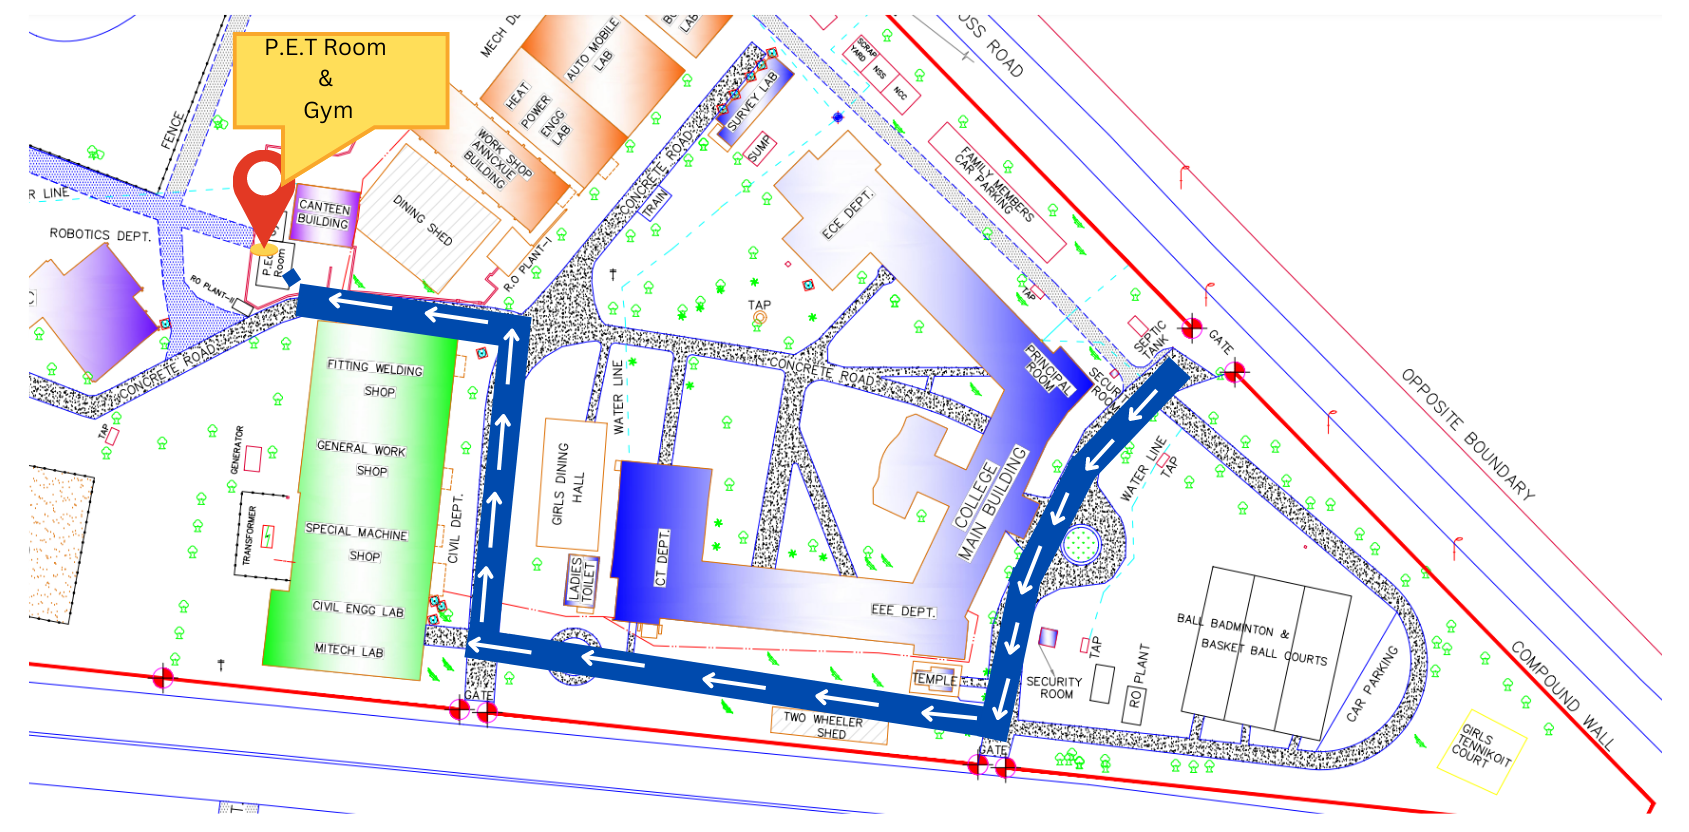 P.E.T Room
&
Gym
FENCE
ROBOTICS DEPT.
R LINE
CANTEEN
BUILDING
Room
RO PLANT-II
DINING SHED
WORK SHOP
ANNCXUE
BUILDING
HEAT
POWER
ENGG
LAB
AUTO MOBILE
LAB
LAB
R.O PLANT-I
CONCRETE ROAD
TRAIN
SURVEY LAB
SUMP
SCRAP
YARD
NSS
NCC
OSS ROAD
FAMILY MEMBERS
CAR PARKING
ECE DEPT.
TAP
TAP
SEPTIC
TANK
GATE
PRINCIPAL
ROOM
CONCRETE ROAD
CONCRETE ROAD
OPPOSITE BOUNDARY
FITTING WELDING
SHOP
GENERAL WORK
SHOP
SPECIAL MACHINE
SHOP
CIVIL ENGG LAB
MITECH LAB
TAP
GENERATOR
TRANSFORMER
CIVIL DEPT.
GIRLS DINING
HALL
WATER LINE
LADIES
TOILET
CT DEPT.
EEE DEPT.
COLLEGE
MAIN BUILDING
WATER LINE
TAP
TAP
SECURITY
ROOM
RO PLANT
BALL BADMINTON &
BASKET BALL COURTS
CAR PARKING
COMPOUND WALL
GIRLS
TENNIKOIT
COURT
TEMPLE
TWO WHEELER
SHED
GATE
GATE